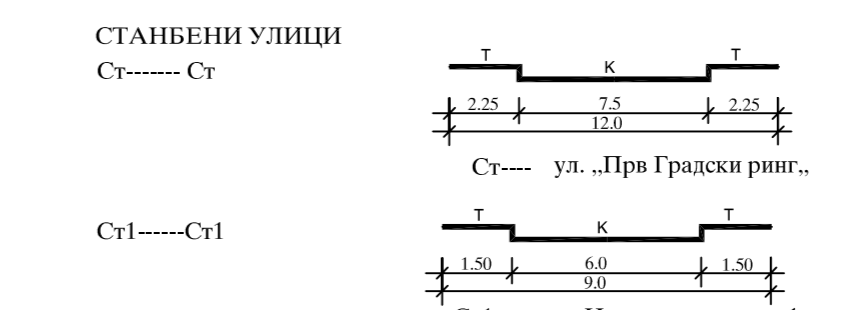 СТАНБЕНИ УЛИЦИ
Ст------- Ст
Т Т
К
2.25 7.5 2.25
12.0
Ст---- ул. „Прв Градски ринг„
Ст1------Ст1
Т Т
К
1.50 6.0 1.50
9.0